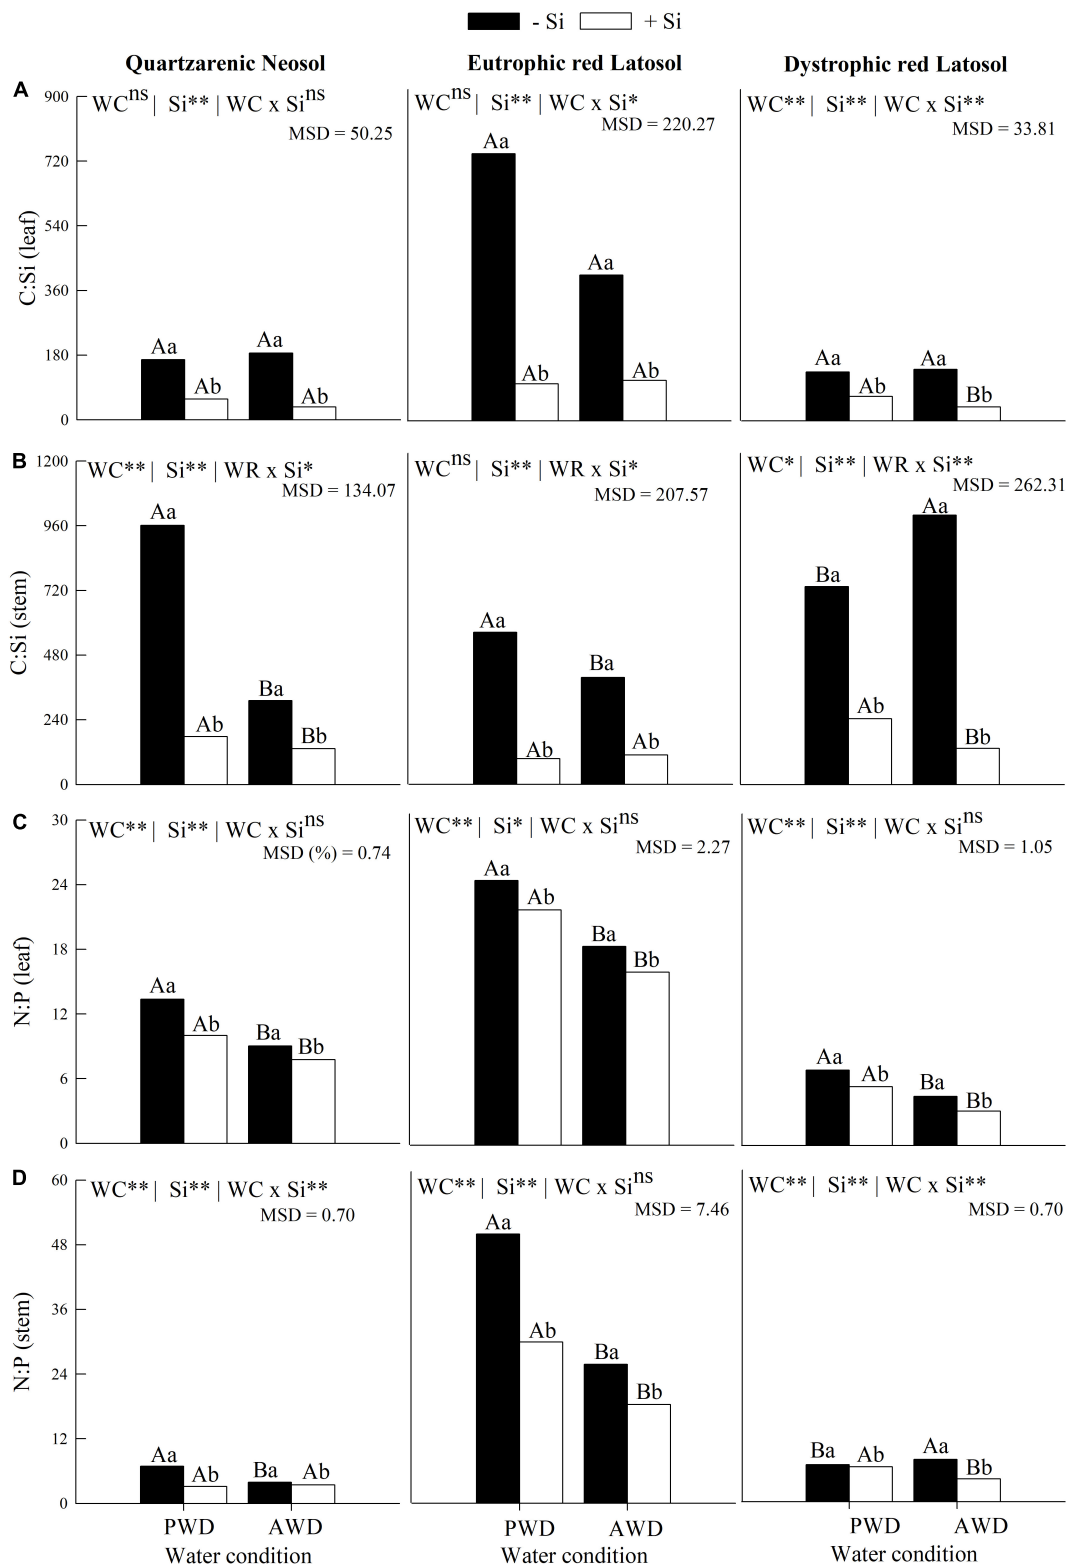 - Si + Si
Quartzarenic Neosol Eutrophic red Latosol Dystrophic red Latosol
A
C:Si (leaf)
900
720
540
360
180
0
WCns | Si** | WC x Sins
MSD = 50.25
Aa
Ab
Aa
Ab
WCns | Si** | WC x Si*
MSD = 220.27
Aa
Ab
Aa
Ab
WC** | Si** | WC x Si**
MSD = 33.81
Aa
Ab
Aa
Bb
B
C:Si (stem)
1200
960
720
480
240
0
WC** | Si** | WR x Si*
MSD = 134.07
Aa
Ab
Ba
Bb
WCns | Si** | WR x Si*
MSD = 207.57
Aa
Ab
Ba
Ab
WC* | Si** | WR x Si**
MSD = 262.31
Ba
Ab
Aa
Bb
C
N:P (leaf)
30
24
18
12
6
0
WC** | Si** | WC x Sins
MSD (%) = 0.74
Aa
Ab
Ba
Bb
WC** | Si* | WC x Sins
MSD = 2.27
Aa
Ab
Ba
Bb
WC** | Si** | WC x Sins
MSD = 1.05
Aa
Ab
Ba
Bb
D
N:P (stem)
60
48
36
24
12
0
WC** | Si** | WC x Si**
MSD = 0.70
Aa
Ab
Ba
Ab
WC** | Si** | WC x Sins
MSD = 7.46
Aa
Ab
Ba
Bb
WC** | Si** | WC x Si**
MSD = 0.70
Ba
Ab
Aa
Bb
PWD AWD PWD AWD PWD AWD
Water condition Water condition Water condition